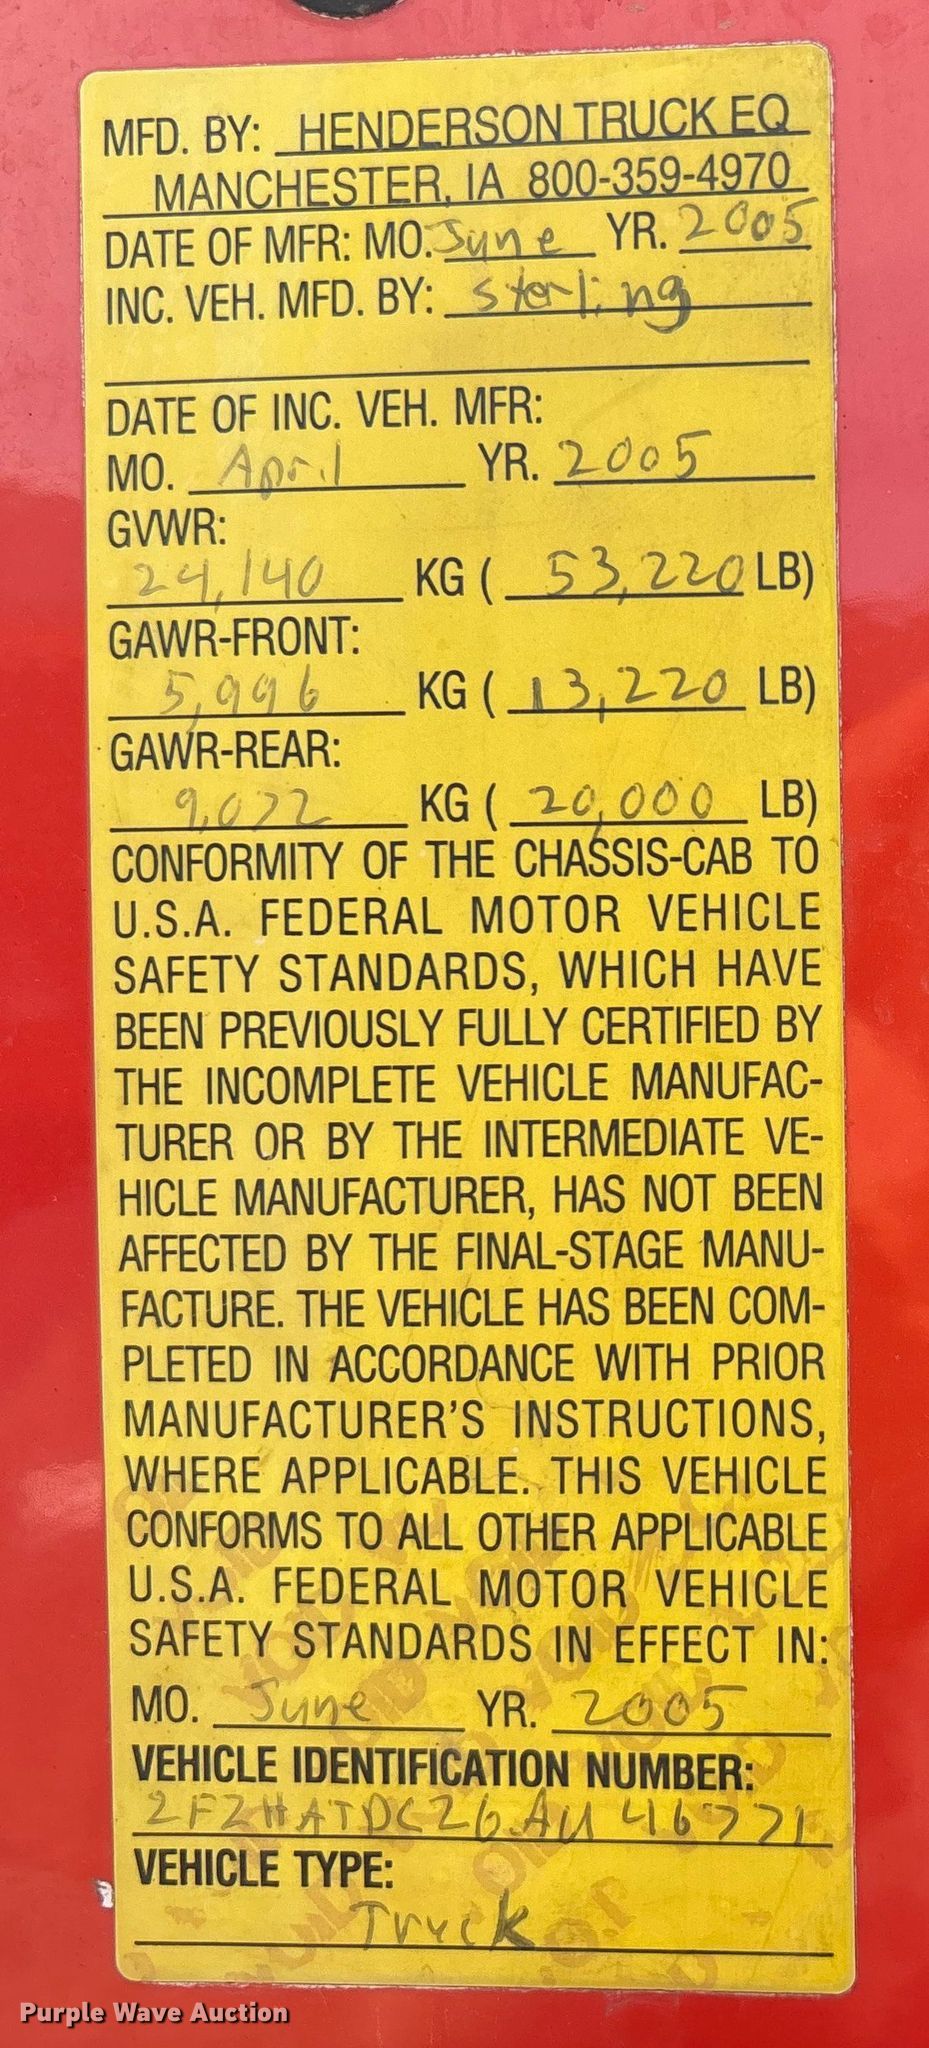 MFD. BY: HENDERSON TRUCK EQ
MANCHESTER, IA 800-359-4970
DATE OF MFR: MO. June YR. 2005
INC. VEH. MFD. BY: sterling
DATE OF INC. VEH. MFR:
MO. April YR. 2005
GVWR:
24,140 KG ( 53,220 LB)
GAWR-FRONT:
5,996 KG ( 13,220 LB)
GAWR-REAR:
9,072 KG ( 20,000 LB)
CONFORMITY OF THE CHASSIS-CAB TO
U.S.A. FEDERAL MOTOR VEHICLE
SAFETY STANDARDS, WHICH HAVE
BEEN PREVIOUSLY FULLY CERTIFIED BY
THE INCOMPLETE VEHICLE MANUFAC-
TURER OR BY THE INTERMEDIATE VE-
HICLE MANUFACTURER, HAS NOT BEEN
AFFECTED BY THE FINAL-STAGE MANU-
FACTURE. THE VEHICLE HAS BEEN COM-
PLETED IN ACCORDANCE WITH PRIOR
MANUFACTURER'S INSTRUCTIONS,
WHERE APPLICABLE. THIS VEHICLE
CONFORMS TO ALL OTHER APPLICABLE
U.S.A. FEDERAL MOTOR VEHICLE
SAFETY STANDARDS IN EFFECT IN:
MO. June YR. 2005
VEHICLE IDENTIFICATION NUMBER:
2FZHATDC26AU46771
VEHICLE TYPE:
Truck
Purple Wave Auction